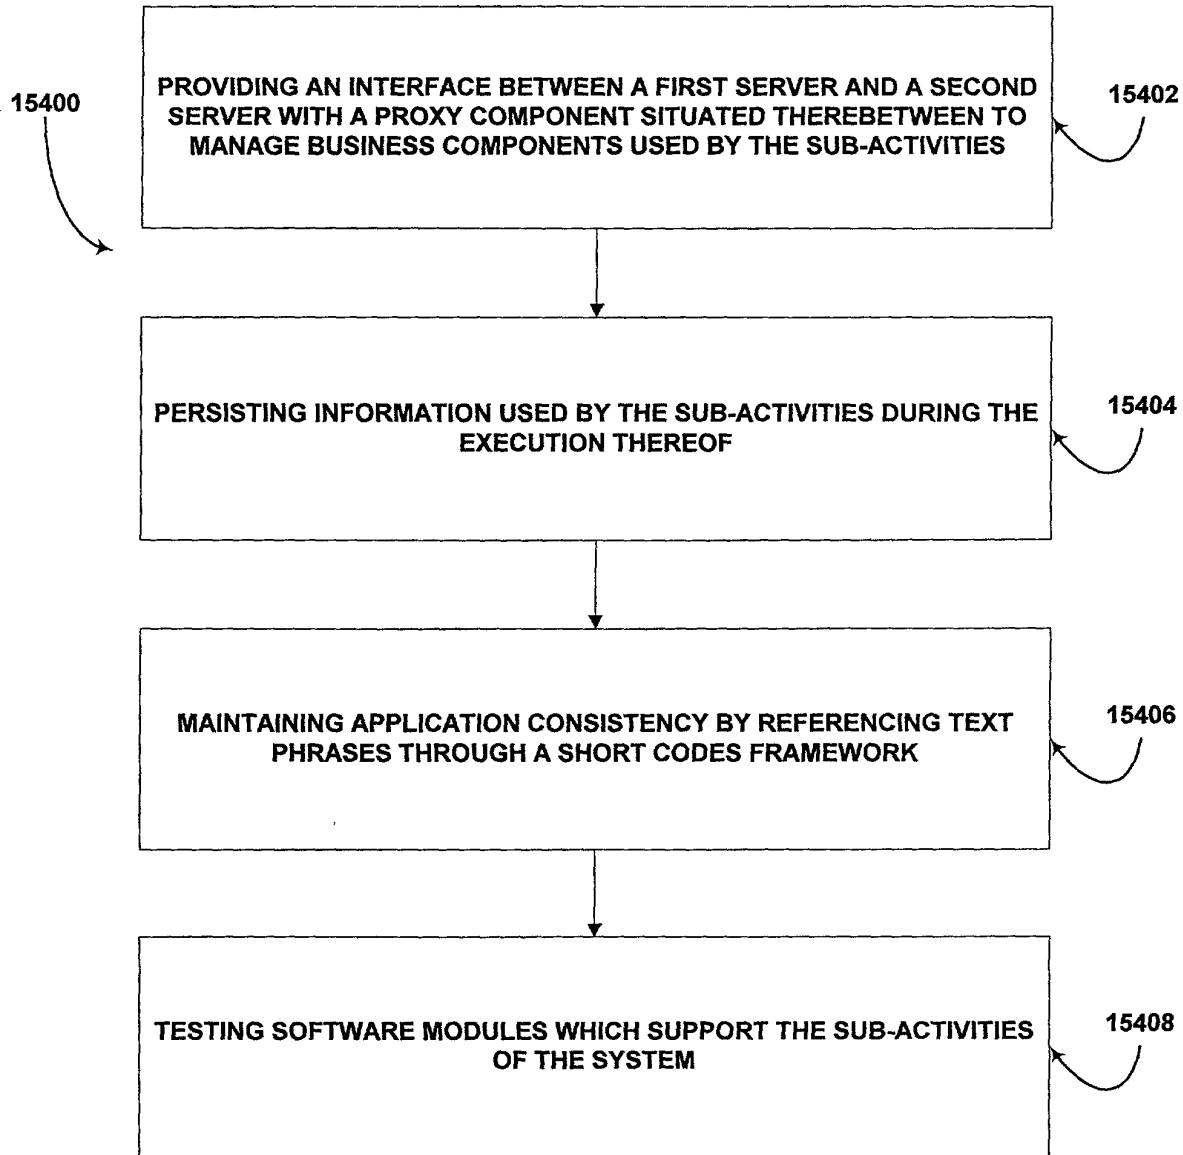 15400
PROVIDING AN INTERFACE BETWEEN A FIRST SERVER AND A SECOND
SERVER WITH A PROXY COMPONENT SITUATED THEREBETWEEN TO
MANAGE BUSINESS COMPONENTS USED BY THE SUB-ACTIVITIES
15402
PERSISTING INFORMATION USED BY THE SUB-ACTIVITIES DURING THE
EXECUTION THEREOF
15404
MAINTAINING APPLICATION CONSISTENCY BY REFERENCING TEXT
PHRASES THROUGH A SHORT CODES FRAMEWORK
15406
TESTING SOFTWARE MODULES WHICH SUPPORT THE SUB-ACTIVITIES
OF THE SYSTEM
15408